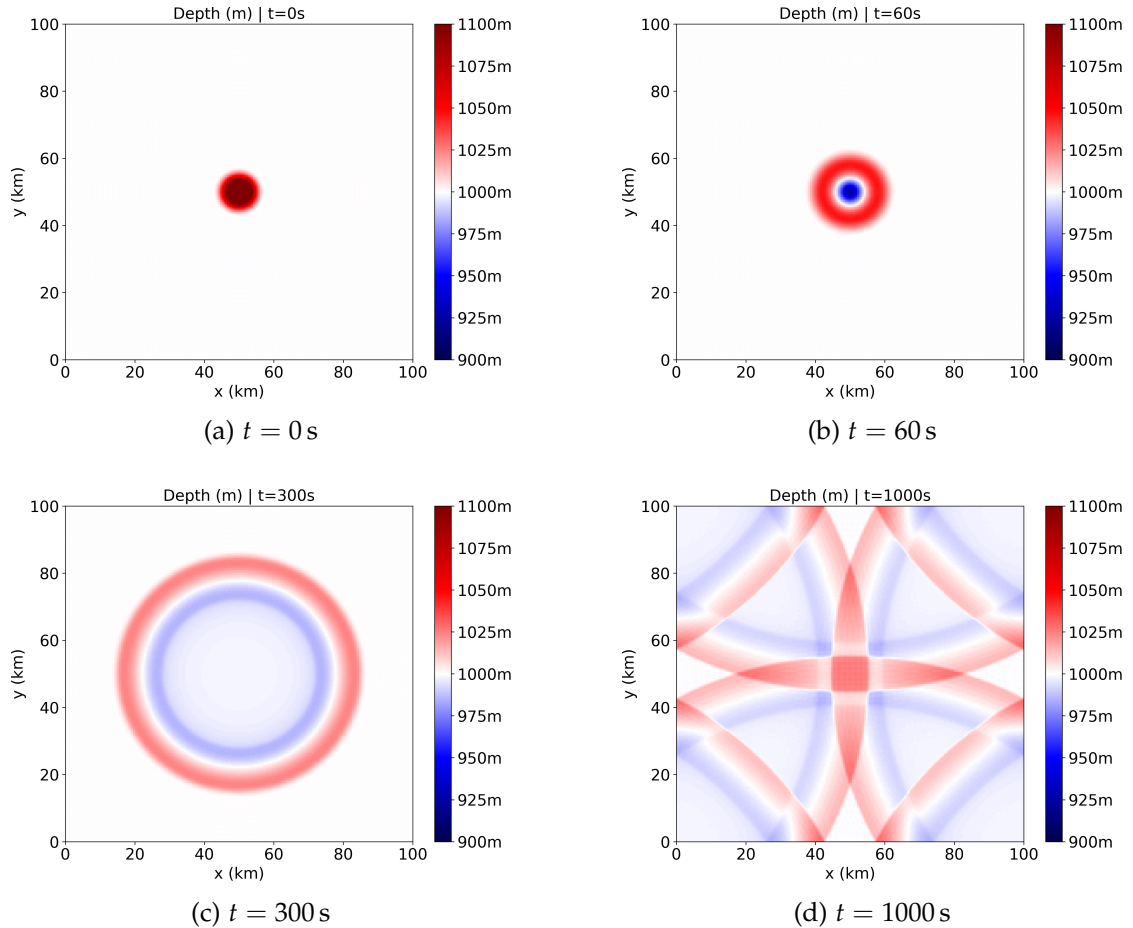 Depth (m) | t=0s
100
80
60
40
20
0
y (km)
0 20 40 60 80 100
x (km)
1100m
1075m
1050m
1025m
1000m
975m
950m
925m
900m
(a) t = 0 s
Depth (m) | t=60s
100
80
60
40
20
0
y (km)
0 20 40 60 80 100
x (km)
1100m
1075m
1050m
1025m
1000m
975m
950m
925m
900m
(b) t = 60 s
Depth (m) | t=300s
100
80
60
40
20
0
y (km)
0 20 40 60 80 100
x (km)
1100m
1075m
1050m
1025m
1000m
975m
950m
925m
900m
(c) t = 300 s
Depth (m) | t=1000s
100
80
60
40
20
0
y (km)
0 20 40 60 80 100
x (km)
1100m
1075m
1050m
1025m
1000m
975m
950m
925m
900m
(d) t = 1000 s